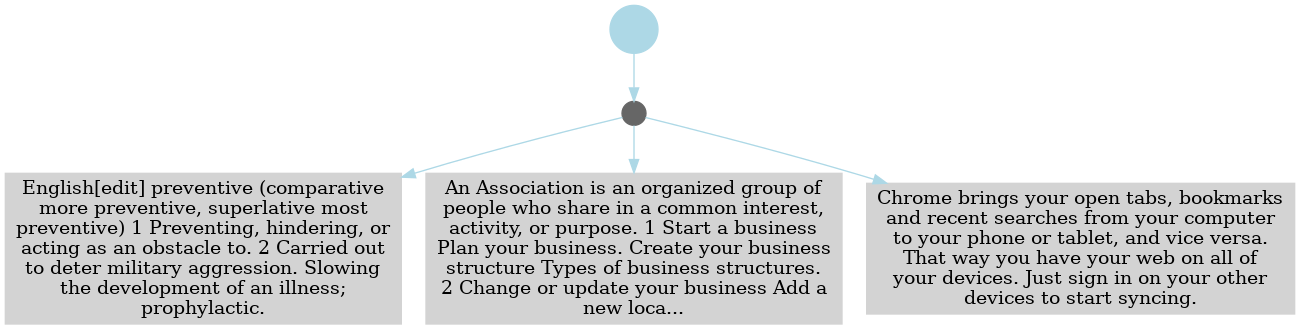 English[edit] preventive (comparative
more preventive, superlative most
preventive) 1 Preventing, hindering, or
acting as an obstacle to. 2 Carried out
to deter military aggression. Slowing
the development of an illness;
prophylactic.
An Association is an organized group of
people who share in a common interest,
activity, or purpose. 1 Start a business
Plan your business. Create your business
structure Types of business structures.
2 Change or update your business Add a
new loca...
Chrome brings your open tabs, bookmarks
and recent searches from your computer
to your phone or tablet, and vice versa.
That way you have your web on all of
your devices. Just sign in on your other
devices to start syncing.